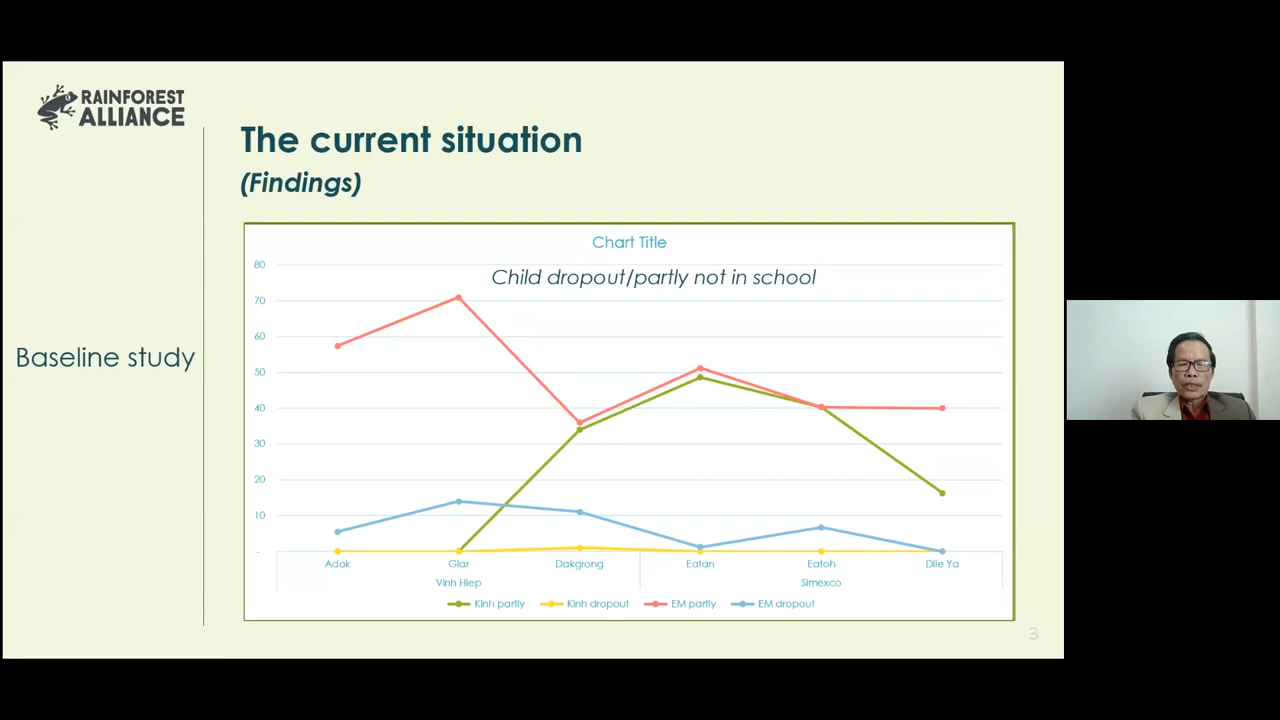 RAINFOREST
ALLIANCE
The current situation
(Findings)
Baseline study
Chart Title
Child dropout/partly not in school
80
70
60
50
40
30
20
10
-
Adok Glar Dakgrong Eatan Eatoh Dlie Ya
Vinh Hiep Simexco
Kinh partly Kinh dropout EM partly EM dropout
3